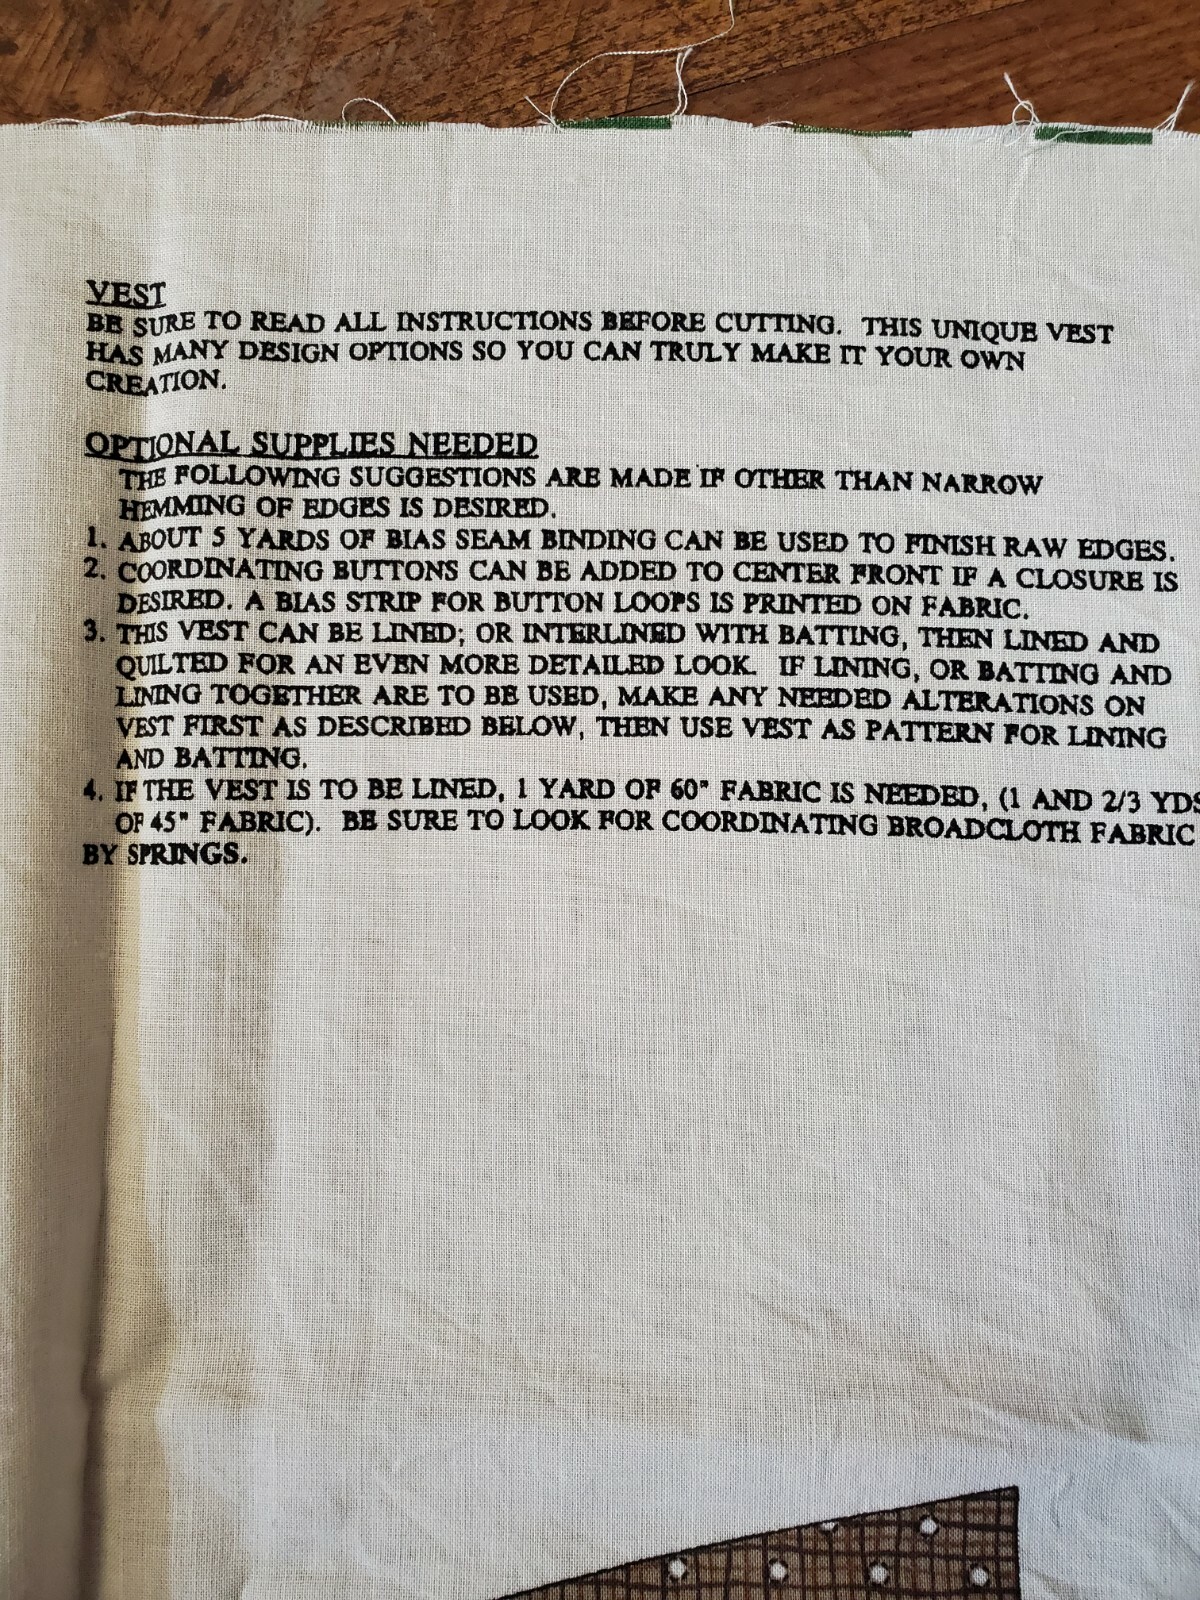 VEST
BE SURE TO READ ALL INSTRUCTIONS BEFORE CUTTING. THIS UNIQUE VEST
HAS MANY DESIGN OPTIONS SO YOU CAN TRULY MAKE IT YOUR OWN
CREATION.
OPTIONAL SUPPLIES NEEDED
THE FOLLOWING SUGGESTIONS ARE MADE IF OTHER THAN NARROW
HEMMING OF EDGES IS DESIRED.
1. ABOUT 5 YARDS OF BIAS SEAM BINDING CAN BE USED TO FINISH RAW EDGES.
2. COORDINATING BUTTONS CAN BE ADDED TO CENTER FRONT IF A CLOSURE IS
DESIRED. A BIAS STRIP FOR BUTTON LOOPS IS PRINTED ON FABRIC.
3. THIS VEST CAN BE LINED; OR INTERLINED WITH BATTING, THEN LINED AND
QUILTED FOR AN EVEN MORE DETAILED LOOK. IF LINING, OR BATTING AND
LINING TOGETHER ARE TO BE USED, MAKE ANY NEEDED ALTERATIONS ON
VEST FIRST AS DESCRIBED BELOW, THEN USE VEST AS PATTERN FOR LINING
AND BATTING.
4. IF THE VEST IS TO BE LINED, 1 YARD OF 60" FABRIC IS NEEDED, (1 AND 2/3 YDS
OF 45" FABRIC). BE SURE TO LOOK FOR COORDINATING BROADCLOTH FABRIC
BY SPRINGS.